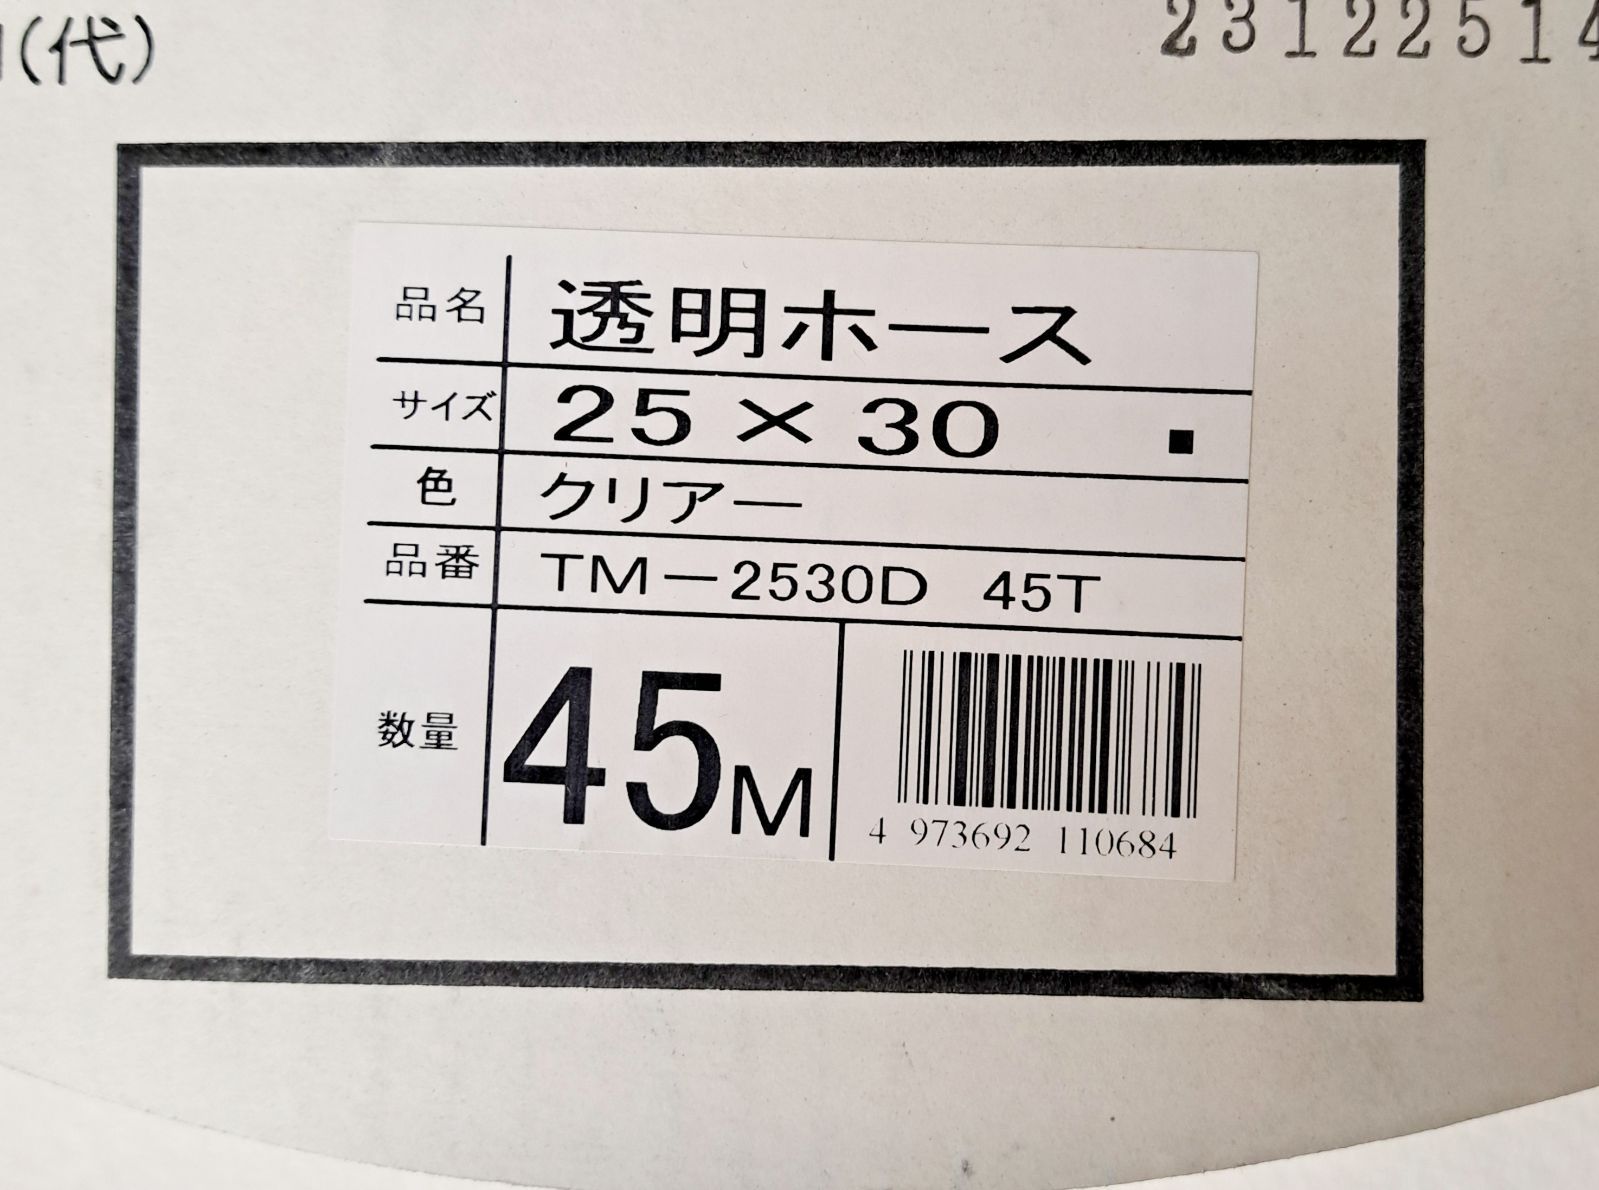 (代)
23122514
品名 透明ホース
サイズ 25×30 ■
色 クリアー
品番 TM－2530D 45T
数量 45M
4 973692 110684